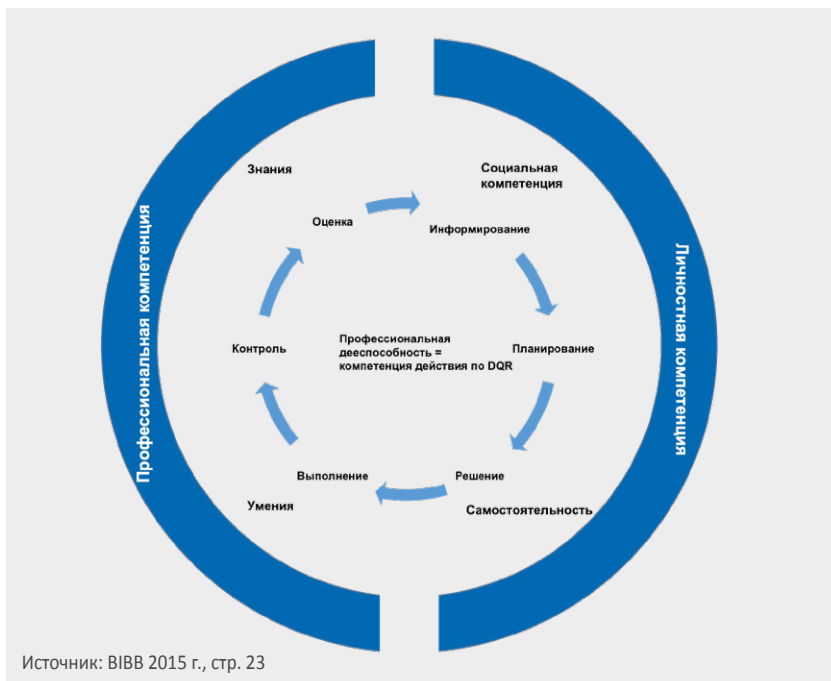 Знания
Социальная
компетенция
Оценка
Информирование
Профессиональная компетенция
Личностная компетенция
Контроль
Профессиональная
дееспособность =
компетенция действия по DQR
Планирование
Выполнение
Решение
Умения
Самостоятельность
Источник: BIBB 2015 г., стр. 23